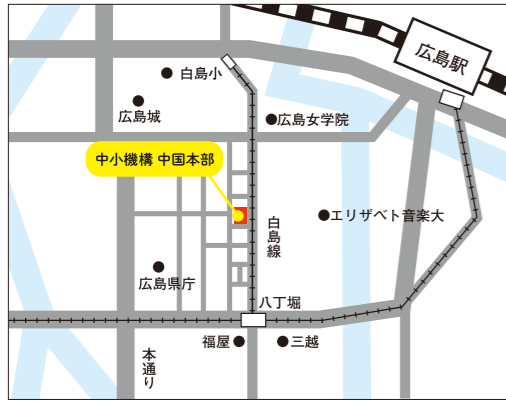 広島駅
白島小
広島城
広島女学院
中小機構 中国本部
エリザベト音楽大
白島線
広島県庁
八丁堀
福屋
三越
本通り